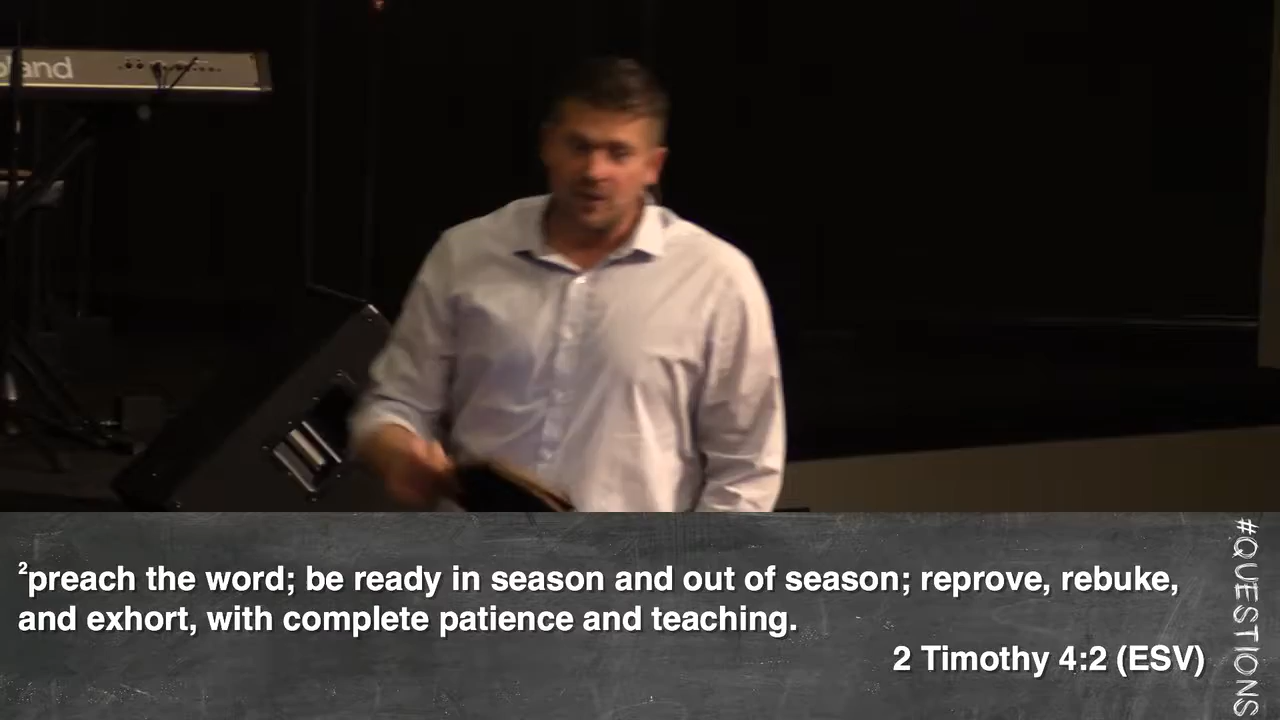 oland
²preach the word; be ready in season and out of season; reprove, rebuke,
and exhort, with complete patience and teaching.
2 Timothy 4:2 (ESV)
#QUESTIONS